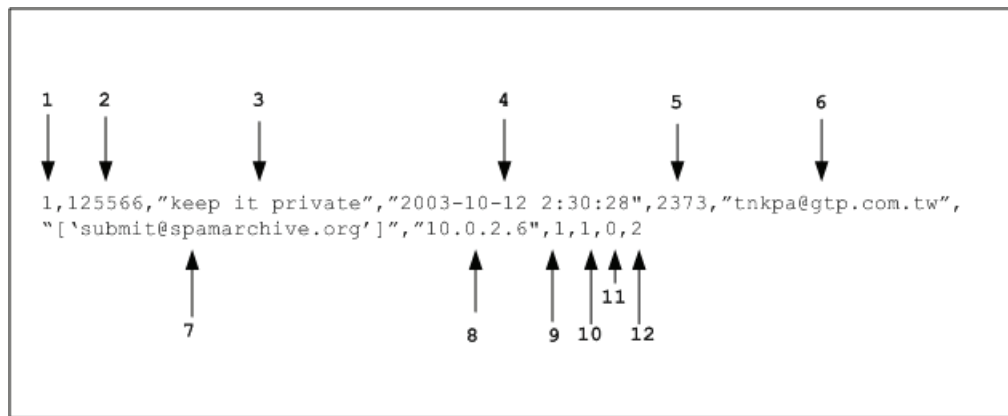 1 2 3 4 5 6
1,125566,”keep it private”,”2003-10-12 2:30:28",2373,”tnkpa@gtp.com.tw”,
“[‘submit@spamarchive.org’]”,”10.0.2.6",1,1,0,2
11
7 8 9 10 12